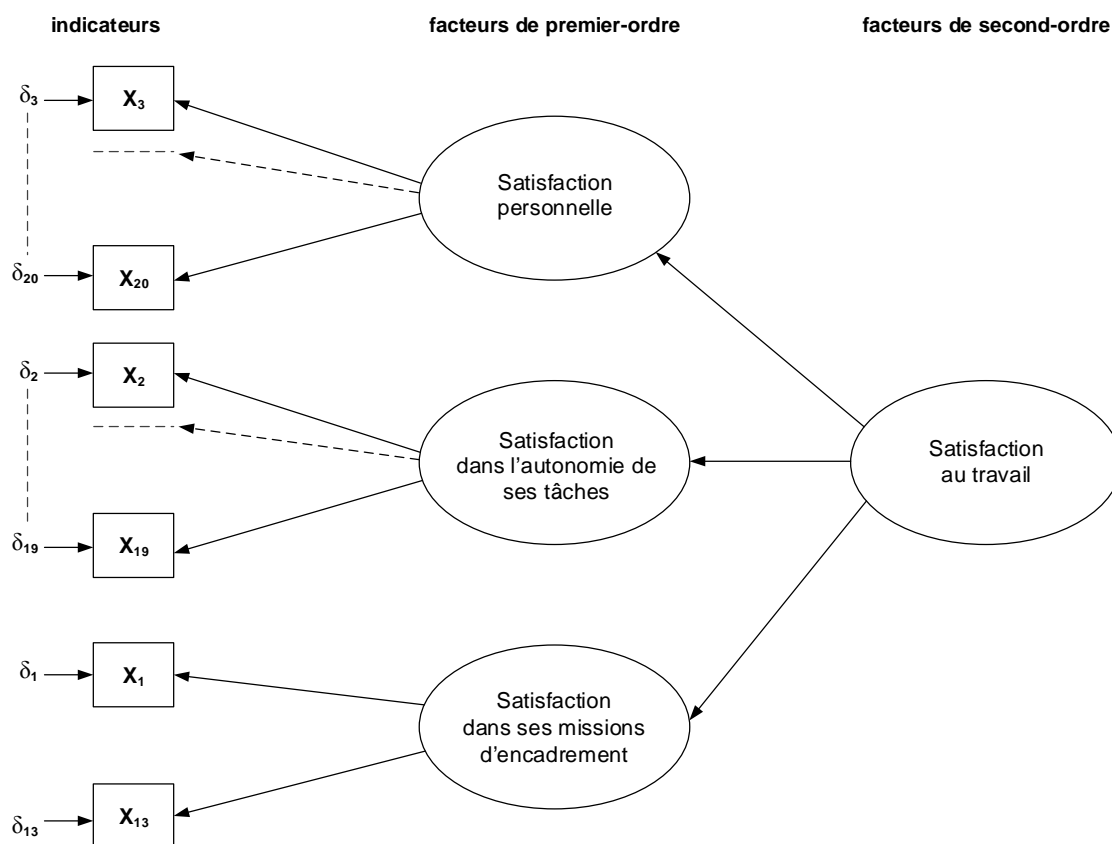 indicateurs
facteurs de premier-ordre
facteurs de second-ordre
δ3
X3
Satisfaction
personnelle
δ20
X20
δ2
X2
Satisfaction
dans l'autonomie de
ses tâches
Satisfaction
au travail
δ19
X19
δ1
X1
Satisfaction
dans ses missions
d'encadrement
δ13
X13